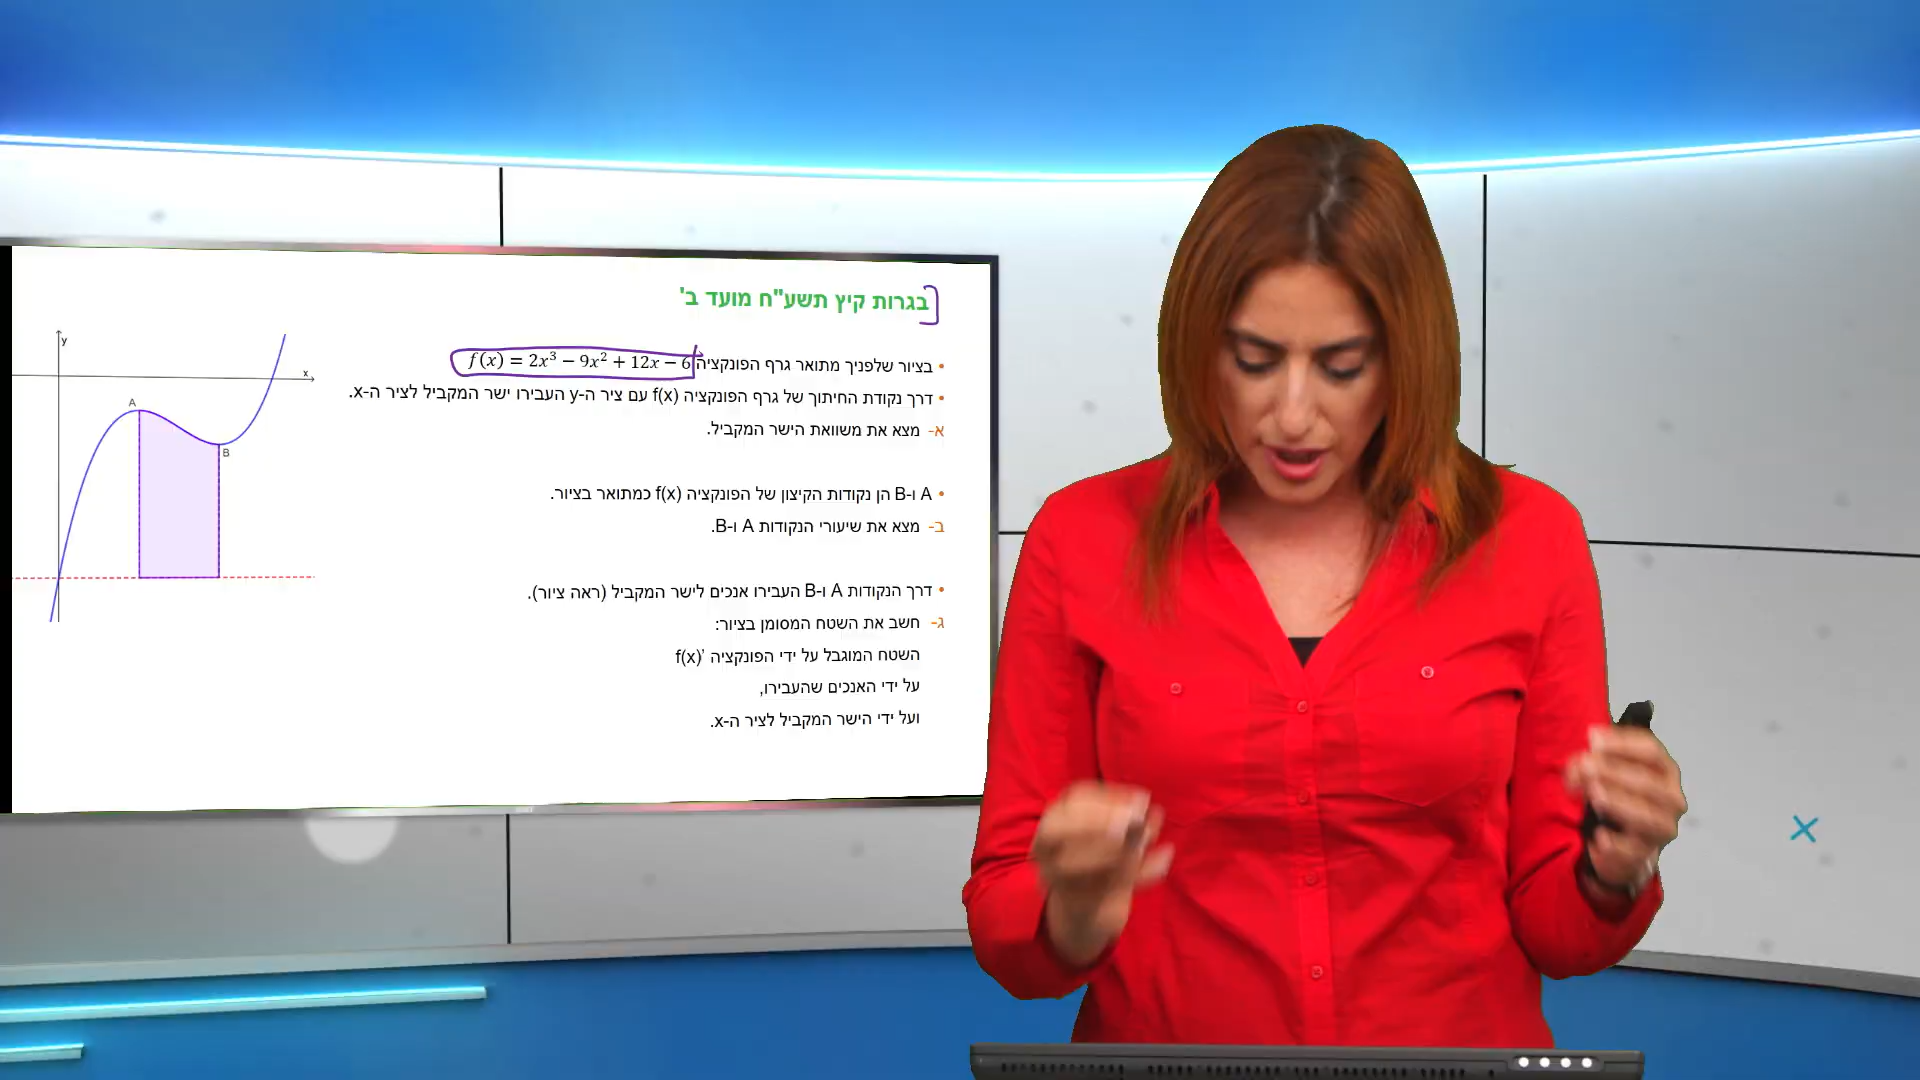 בגרות קיץ תשע"ח מועד ב'
• בציור שלפניך מתואר גרף הפונקציה f(x) = 2x³ − 9x² + 12x − 6
• דרך נקודת החיתוך של גרף הפונקציה f(x) עם ציר ה-y העבירו ישר המקביל לציר ה-x.
א- מצא את משוואת הישר המקביל.
• A ו-B הן נקודות הקיצון של הפונקציה f(x) כמתואר בציור.
ב- מצא את שיעורי הנקודות A ו-B.
• דרך הנקודות A ו-B העבירו אנכים לישר המקביל (ראה ציור).
ג- חשב את השטח המסומן בציור:
השטח המוגבל על ידי הפונקציה f(x)'
על ידי האנכים שהעבירו,
ועל ידי הישר המקביל לציר ה-x.
y
x
A
B